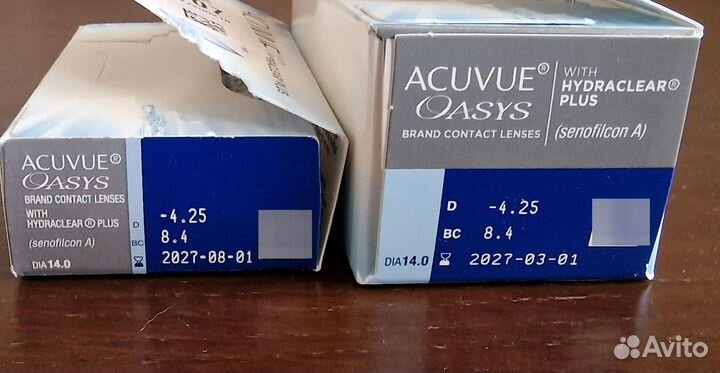 ACUVUE®
OASYS
BRAND CONTACT LENSES
WITH
HYDRACLEAR® PLUS
(senofilcon A)
DIA14.0
D -4.25
BC 8.4
2027-08-01
ACUVUE®
OASYS
BRAND CONTACT LENSES
WITH
HYDRACLEAR®
PLUS
(senofilcon A)
D -4.25
BC 8.4
DIA14.0 2027-03-01
Avito